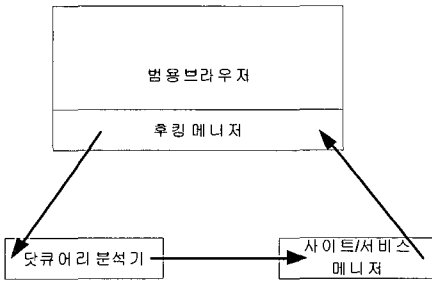 범용브라우저
후킹메니저
닷큐어리분석기
사이트/서비스
메니저